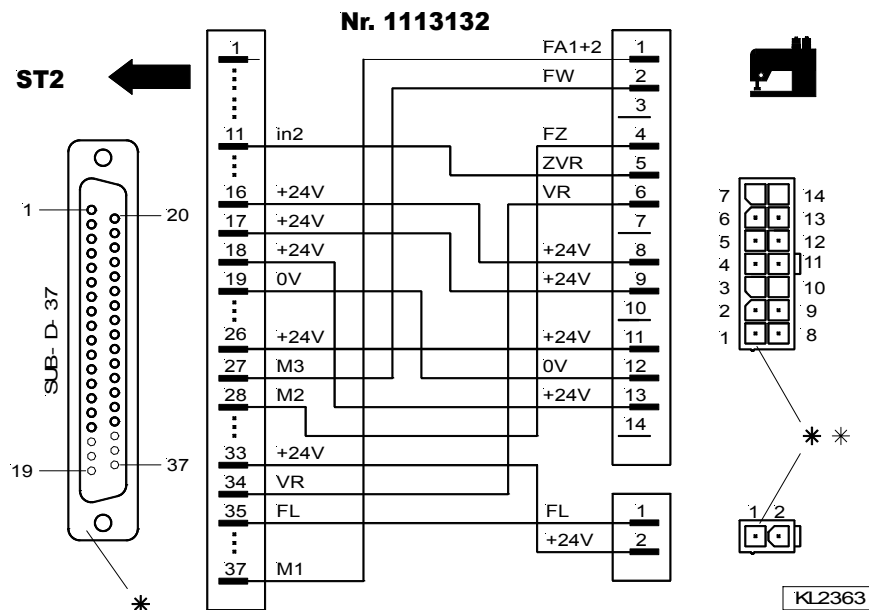 Nr. 1113132
ST2
1
11 in2
16 +24V
17 +24V
18 +24V
19 0V
26 +24V
27 M3
28 M2
33 +24V
34 VR
35 FL
37 M1
FA1+2 1
FW 2
3
FZ 4
ZVR 5
VR 6
7
+24V 8
+24V 9
10
+24V 11
0V 12
+24V 13
14
FL 1
+24V 2
1 20
SUB-D-37
19 37
*
7 14
6 13
5 12
4 11
3 10
2 9
1 8
* *
1 2
KL2363